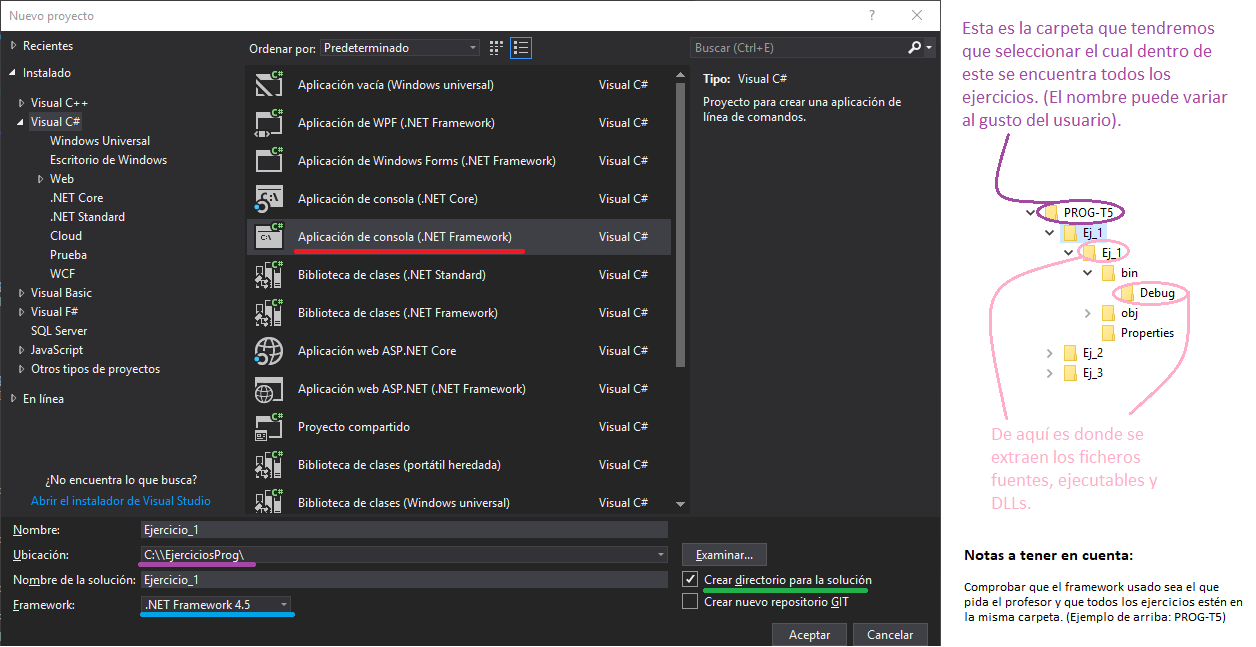 Nuevo proyecto
?
Recientes
Instalado
Visual C++
Visual C#
Windows Universal
Escritorio de Windows
Web
.NET Core
.NET Standard
Cloud
Prueba
WCF
Visual Basic
Visual F#
SQL Server
JavaScript
Otros tipos de proyectos
En línea
¿No encuentra lo que busca?
Abrir el instalador de Visual Studio
Ordenar por: Predeterminado
Buscar (Ctrl+E)
C# Aplicación vacía (Windows universal) Visual C#
C# Aplicación de WPF (.NET Framework) Visual C#
C# Aplicación de Windows Forms (.NET Framework) Visual C#
C# C:\ Aplicación de consola (.NET Core) Visual C#
C# C:\ Aplicación de consola (.NET Framework) Visual C#
C# Biblioteca de clases (.NET Standard) Visual C#
C# Biblioteca de clases (.NET Framework) Visual C#
Aplicación web ASP.NET Core Visual C#
Aplicación web ASP.NET (.NET Framework) Visual C#
C# Proyecto compartido Visual C#
C# Biblioteca de clases (portátil heredada) Visual C#
C# Biblioteca de clases (Windows universal) Visual C#
Tipo: Visual C#
Proyecto para crear una aplicación de
línea de comandos.
Nombre: Ejercicio_1
Ubicación: C:\\EjerciciosProg\
Examinar...
Nombre de la solución: Ejercicio_1
Crear directorio para la solución
Framework: .NET Framework 4.5
Crear nuevo repositorio GIT
Aceptar
Cancelar
Esta es la carpeta que tendremos
que seleccionar el cual dentro de
este se encuentra todos los
ejercicios. (El nombre puede variar
al gusto del usuario).
PROG-T5
Ej_1
Ej_1
bin
Debug
obj
Properties
Ej_2
Ej_3
De aquí es donde se
extraen los ficheros
fuentes, ejecutables y
DLLs.
Notas a tener en cuenta:
Comprobar que el framework usado sea el que
pida el profesor y que todos los ejercicios estén en
la misma carpeta. (Ejemplo de arriba: PROG-T5)